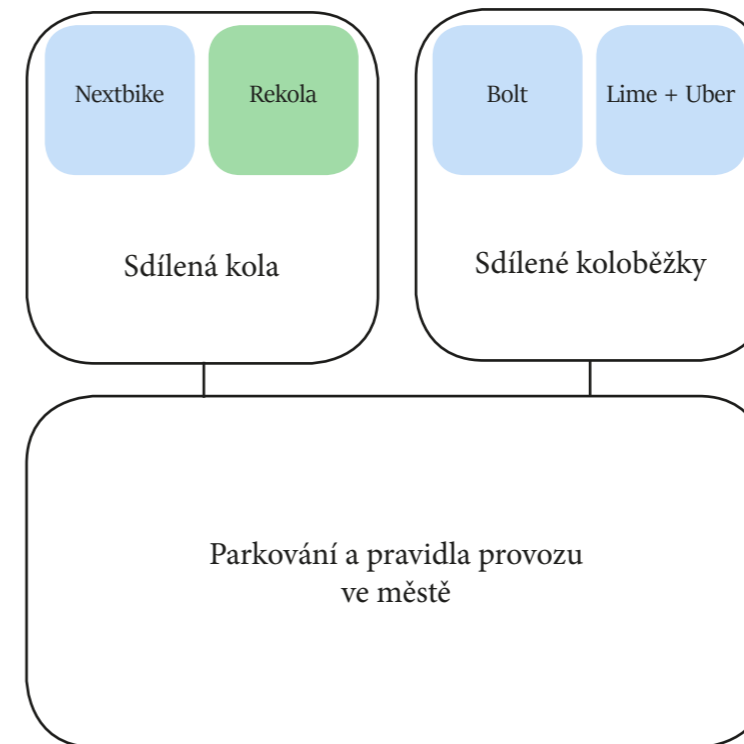 Nextbike
Rekola
Bolt
Lime + Uber
Sdílená kola
Sdílené koloběžky
Parkování a pravidla provozu
ve městě